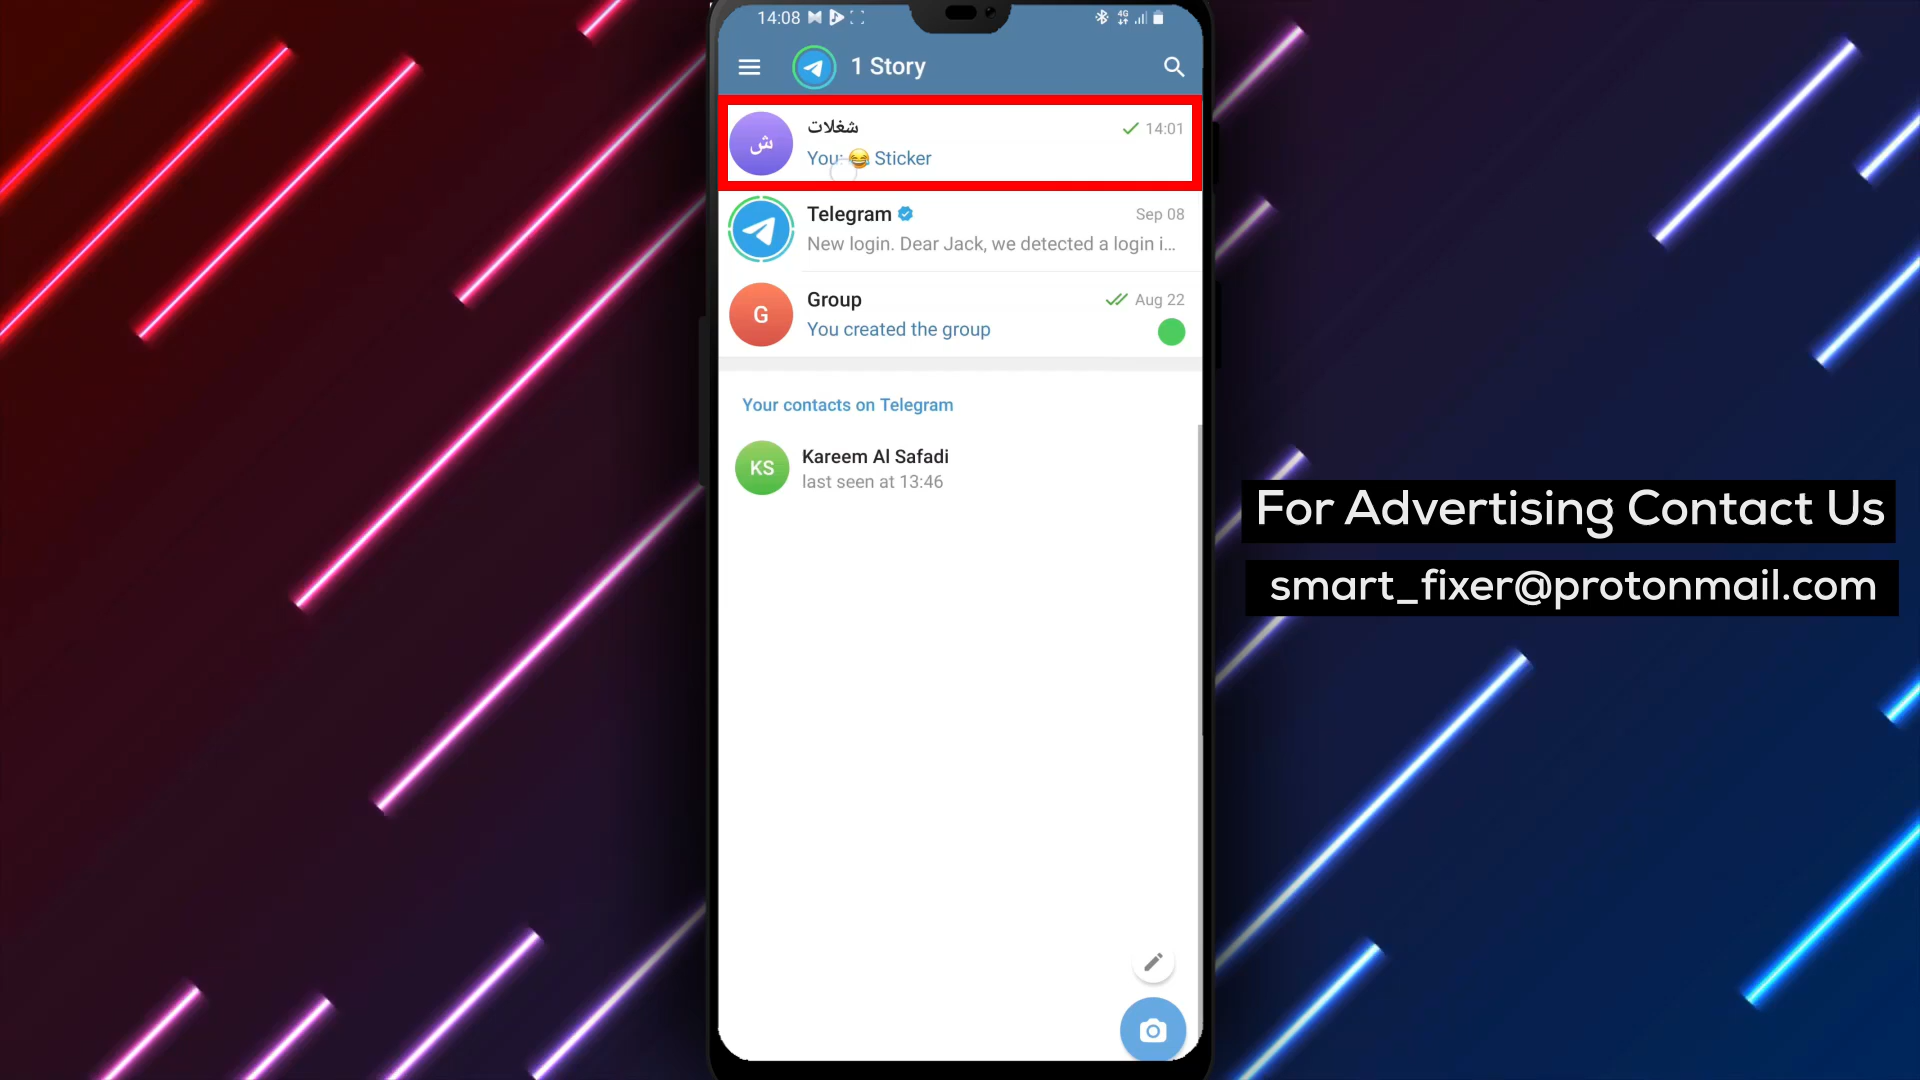 14:08
4G
1 Story
ش
شغلات
14:01
You: 😂 Sticker
Telegram
Sep 08
New login. Dear Jack, we detected a login i...
G
Group
Aug 22
You created the group
Your contacts on Telegram
KS
Kareem Al Safadi
last seen at 13:46
For Advertising Contact Us
smart_fixer@protonmail.com